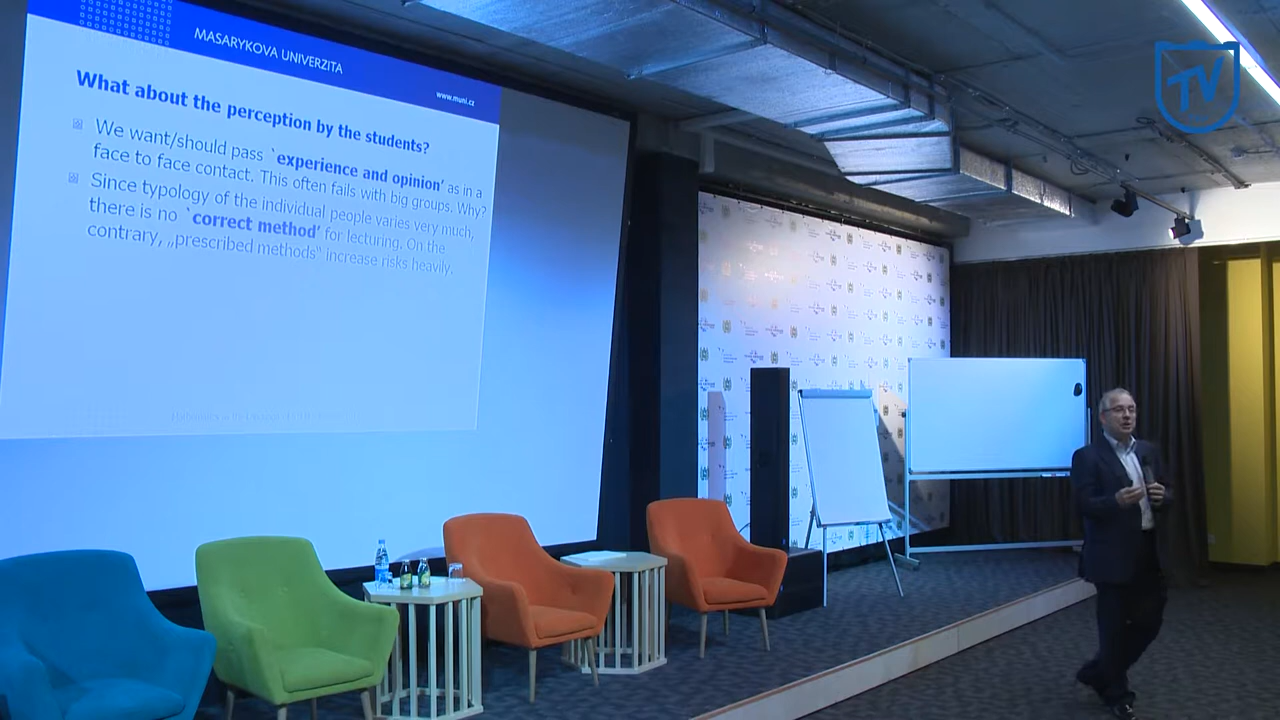 MASARYKOVA UNIVERZITA
www.muni.cz
What about the perception by the students?
We want/should pass `experience and opinion’ as in a
face to face contact. This often fails with big groups. Why?
Since typology of the individual people varies very much,
there is no `correct method’ for lecturing. On the
contrary, „prescribed methods“ increase risks heavily.
TV